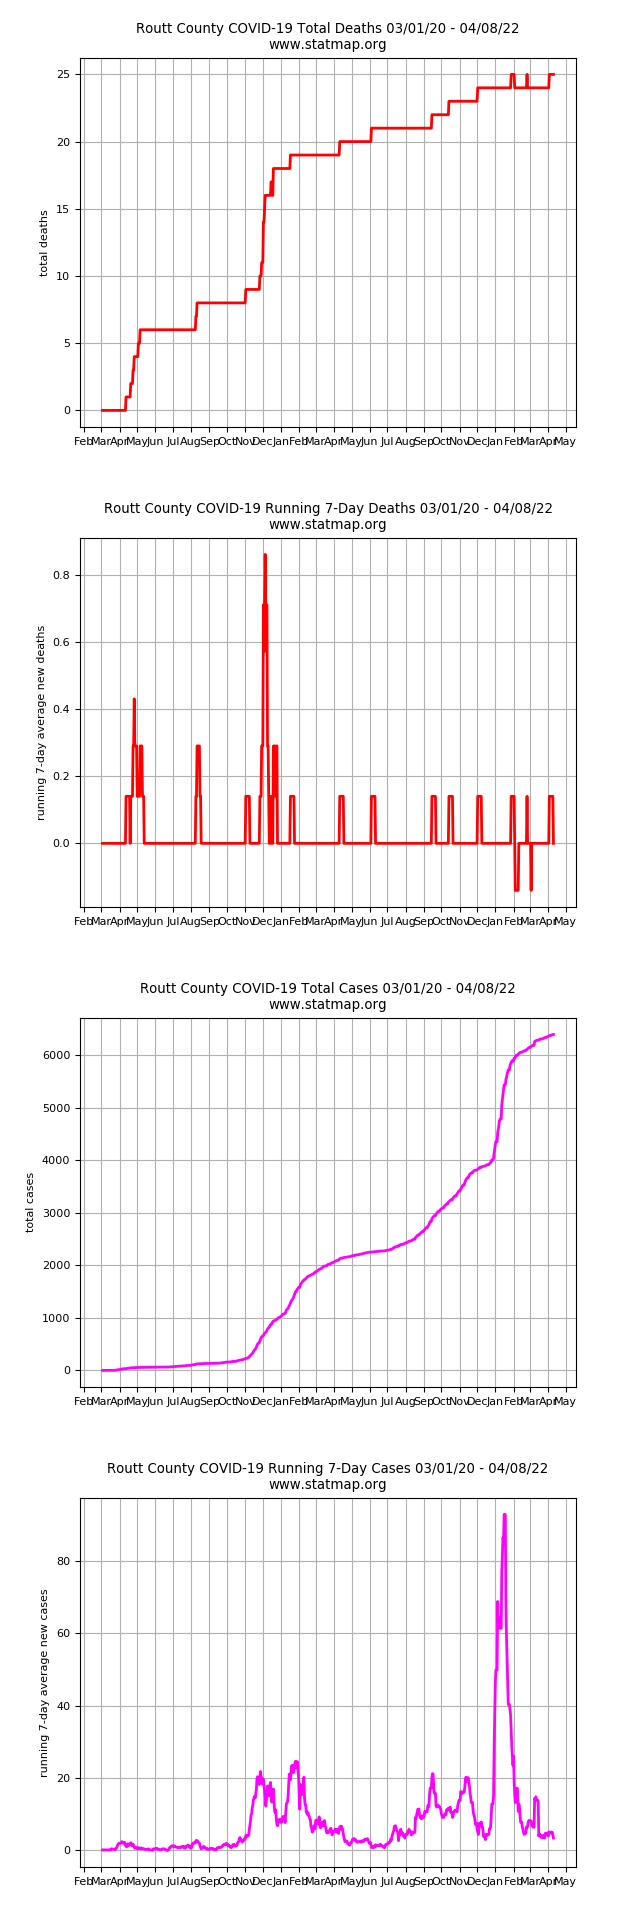 Routt County COVID-19 Total Deaths 03/01/20 - 04/08/22
www.statmap.org
25
20
15
10
5
0
total deaths
Feb Mar Apr May Jun Jul Aug Sep Oct Nov Dec Jan Feb Mar Apr May Jun Jul Aug Sep Oct Nov Dec Jan Feb Mar Apr May
Routt County COVID-19 Running 7-Day Deaths 03/01/20 - 04/08/22
www.statmap.org
0.8
0.6
0.4
0.2
0.0
running 7-day average new deaths
Feb Mar Apr May Jun Jul Aug Sep Oct Nov Dec Jan Feb Mar Apr May Jun Jul Aug Sep Oct Nov Dec Jan Feb Mar Apr May
Routt County COVID-19 Total Cases 03/01/20 - 04/08/22
www.statmap.org
6000
5000
4000
3000
2000
1000
0
total cases
Feb Mar Apr May Jun Jul Aug Sep Oct Nov Dec Jan Feb Mar Apr May Jun Jul Aug Sep Oct Nov Dec Jan Feb Mar Apr May
Routt County COVID-19 Running 7-Day Cases 03/01/20 - 04/08/22
www.statmap.org
80
60
40
20
0
running 7-day average new cases
Feb Mar Apr May Jun Jul Aug Sep Oct Nov Dec Jan Feb Mar Apr May Jun Jul Aug Sep Oct Nov Dec Jan Feb Mar Apr May